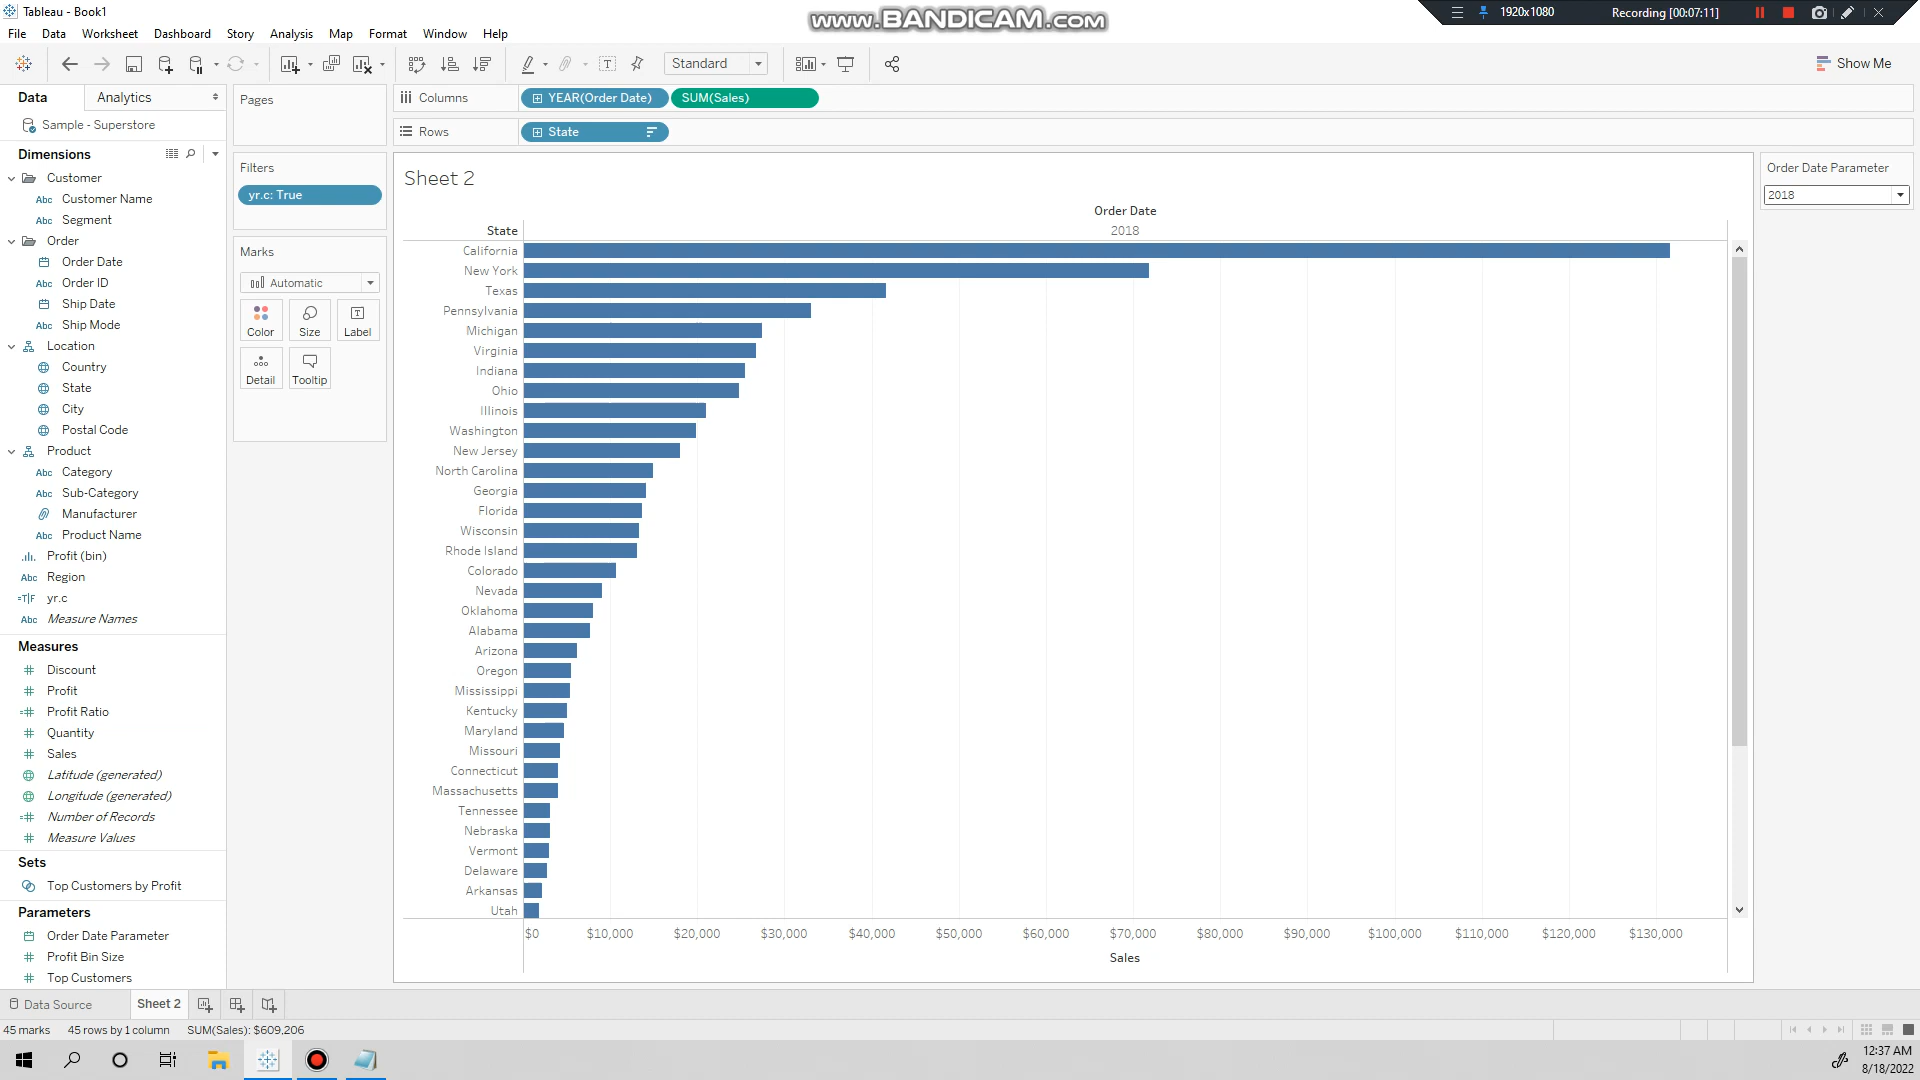 Tableau - Book1
www.BANDICAM.com
1920x1080
Recording [00:07:11]
File Data Worksheet Dashboard Story Analysis Map Format Window Help
Standard
Show Me
Data
Analytics
Sample - Superstore
Dimensions
Customer
Abc Customer Name
Abc Segment
Order
Order Date
Abc Order ID
Ship Date
Abc Ship Mode
Location
Country
State
City
Postal Code
Product
Abc Category
Abc Sub-Category
Manufacturer
Abc Product Name
Profit (bin)
Abc Region
=T|F yr.c
Abc Measure Names
Measures
# Discount
# Profit
=# Profit Ratio
# Quantity
# Sales
Latitude (generated)
Longitude (generated)
=# Number of Records
# Measure Values
Sets
Top Customers by Profit
Parameters
Order Date Parameter
# Profit Bin Size
# Top Customers
Pages
Filters
yr.c: True
Marks
Automatic
Color
Size
Label
Detail
Tooltip
Columns
YEAR(Order Date)
SUM(Sales)
Rows
State
Sheet 2
Order Date
State
2018
California
New York
Texas
Pennsylvania
Michigan
Virginia
Indiana
Ohio
Illinois
Washington
New Jersey
North Carolina
Georgia
Florida
Wisconsin
Rhode Island
Colorado
Nevada
Oklahoma
Alabama
Arizona
Oregon
Mississippi
Kentucky
Maryland
Missouri
Connecticut
Massachusetts
Tennessee
Nebraska
Vermont
Delaware
Arkansas
Utah
$0 $10,000 $20,000 $30,000 $40,000 $50,000 $60,000 $70,000 $80,000 $90,000 $100,000 $110,000 $120,000 $130,000
Sales
Order Date Parameter
2018
Data Source
Sheet 2
45 marks 45 rows by 1 column SUM(Sales): $609,206
12:37 AM
8/18/2022